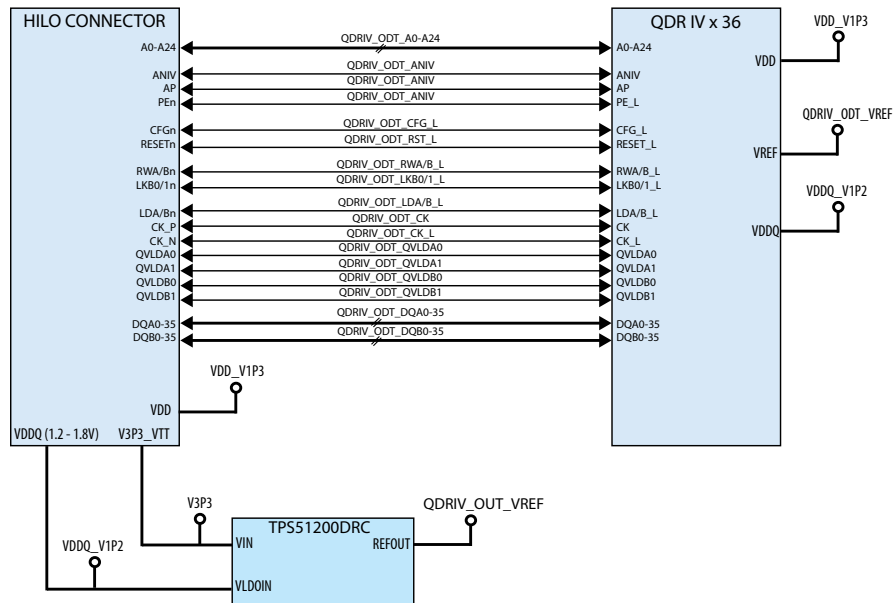 HILO CONNECTOR
QDR IV x 36
A0-A24
QDRIV_ODT_A0-A24
A0-A24
ANIV
QDRIV_ODT_ANIV
ANIV
AP
QDRIV_ODT_ANIV
AP
PEn
QDRIV_ODT_ANIV
PE_L
CFGn
QDRIV_ODT_CFG_L
CFG_L
RESETn
QDRIV_ODT_RST_L
RESET_L
RWA/Bn
QDRIV_ODT_RWA/B_L
RWA/B_L
LKB0/1n
QDRIV_ODT_LKB0/1_L
LKB0/1_L
LDA/Bn
QDRIV_ODT_LDA/B_L
LDA/B_L
CK_P
QDRIV_ODT_CK
CK
CK_N
QDRIV_ODT_CK_L
CK_L
QVLDA0
QDRIV_ODT_QVLDA0
QVLDA0
QVLDA1
QDRIV_ODT_QVLDA1
QVLDA1
QVLDB0
QDRIV_ODT_QVLDB0
QVLDB0
QVLDB1
QDRIV_ODT_QVLDB1
QVLDB1
DQA0-35
QDRIV_ODT_DQA0-35
DQA0-35
DQB0-35
QDRIV_ODT_DQB0-35
DQB0-35
VDD_V1P3
VDD
QDRIV_ODT_VREF
VREF
VDDQ_V1P2
VDDQ
VDD_V1P3
VDD
VDDQ (1.2 - 1.8V)
V3P3_VTT
V3P3
QDRIV_OUT_VREF
TPS51200DRC
VIN
REFOUT
VDDQ_V1P2
VLDOIN